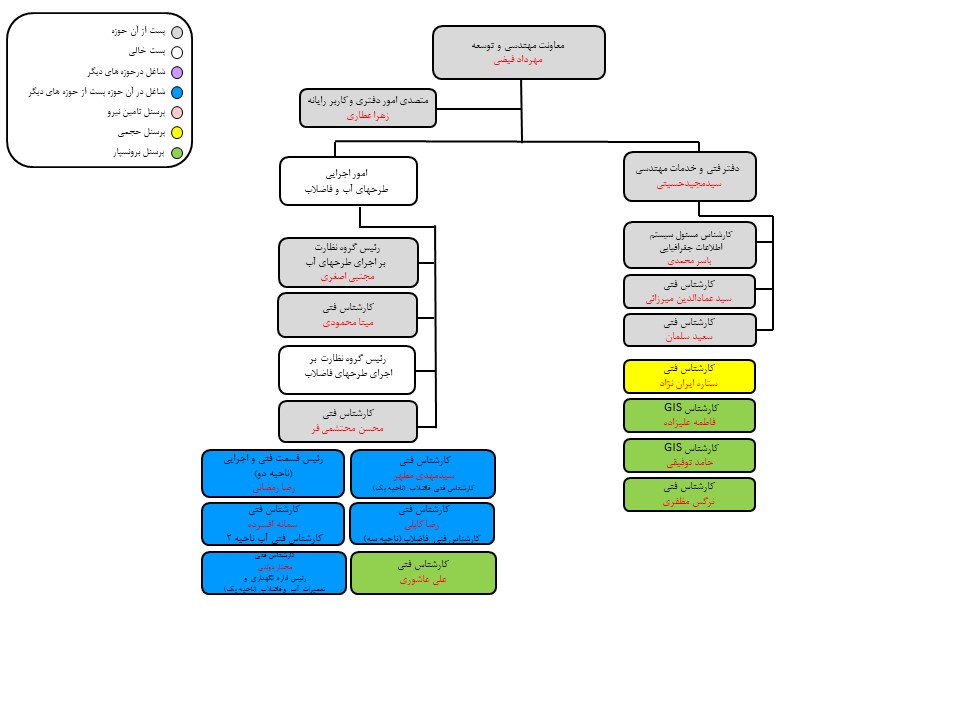 پست از آن حوزه
پست خالی
شاغل درحوزه های دیگر
شاغل در آن حوزه پست از حوزه های دیگر
پرسنل تامین نیرو
پرسنل حجمی
پرسنل برونسپار
معاونت مهندسی و توسعه
مهرداد فیضی
متصدی امور دفتری و کاربر رایانه
زهرا عطاری
دفتر فنی و خدمات مهندسی
سیدمجیدحسینی
کارشناس مسئول سیستم
اطلاعات جغرافیایی
یاسر محمدی
کارشناس فنی
سید عمادالدین میرزائی
کارشناس فنی
سعید سلمان
کارشناس فنی
ستاره ایران نژاد
کارشناس GIS
فاطمه علیزاده
کارشناس GIS
حامد توفیقی
کارشناس فنی
نرگس مظفری
امور اجرایی
طرحهای آب و فاضلاب
رئیس گروه نظارت
بر اجرای طرحهای آب
مجتبی اصغری
کارشناس فنی
مینا محمودی
رئیس گروه نظارت بر
اجرای طرحهای فاضلاب
کارشناس فنی
محسن محتشمی فر
کارشناس فنی
سیدمهدی مطهر
کارشناس فنی فاضلاب (ناحیه یک)
رئیس قسمت فنی و اجرایی
(ناحیه دو)
رضا رمضانی
کارشناس فنی
رضا کابلی
کارشناس فنی فاضلاب(ناحیه سه)
کارشناس فنی
سمانه افسرده
کارشناس فنی آب ناحیه ۲
کارشناس فنی
علی عاشوری
کارشناس فنی
مختار دولتی
رئیس اداره نگهداری و
تعمیرات آب و فاضلاب (ناحیه یک)